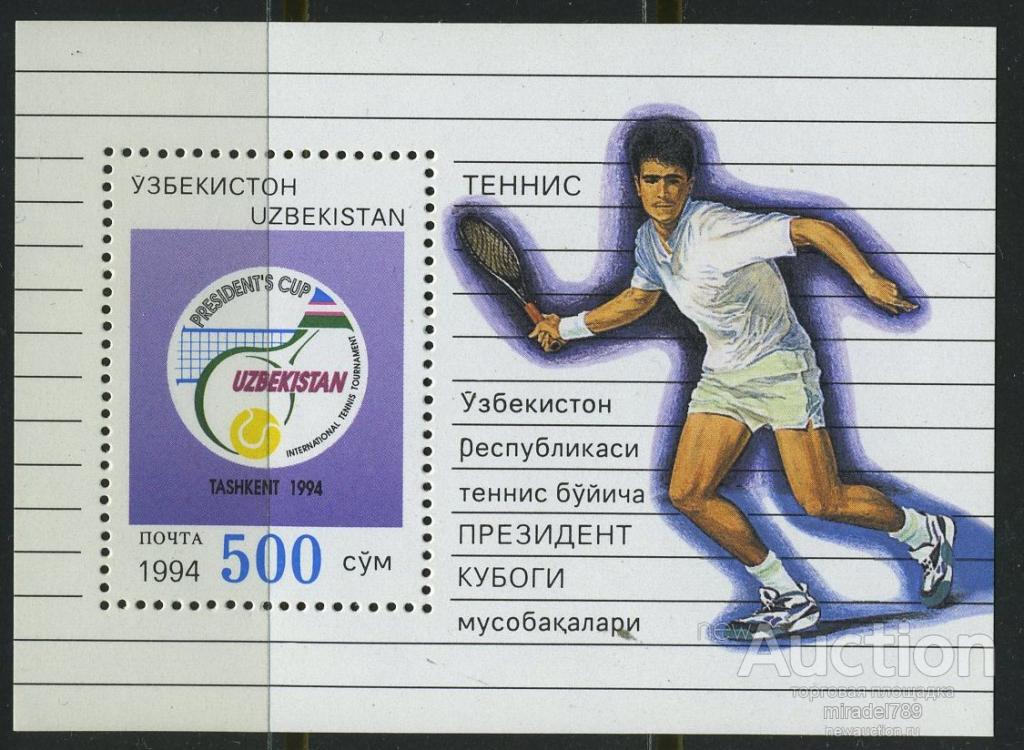 ЎЗБЕКИСТОН
UZBEKISTAN
PRESIDENT'S CUP
UZBEKISTAN
INTERNATIONAL TENNIS TOURNAMENT
TASHKENT 1994
ПОЧТА
1994 500 сўм
ТЕННИС
Ўзбекистон
республикаси
теннис бўйича
ПРЕЗИДЕНТ
КУБОГИ
мусобақалари
newAuction
торговая площадка
miradel789
newauction.ru